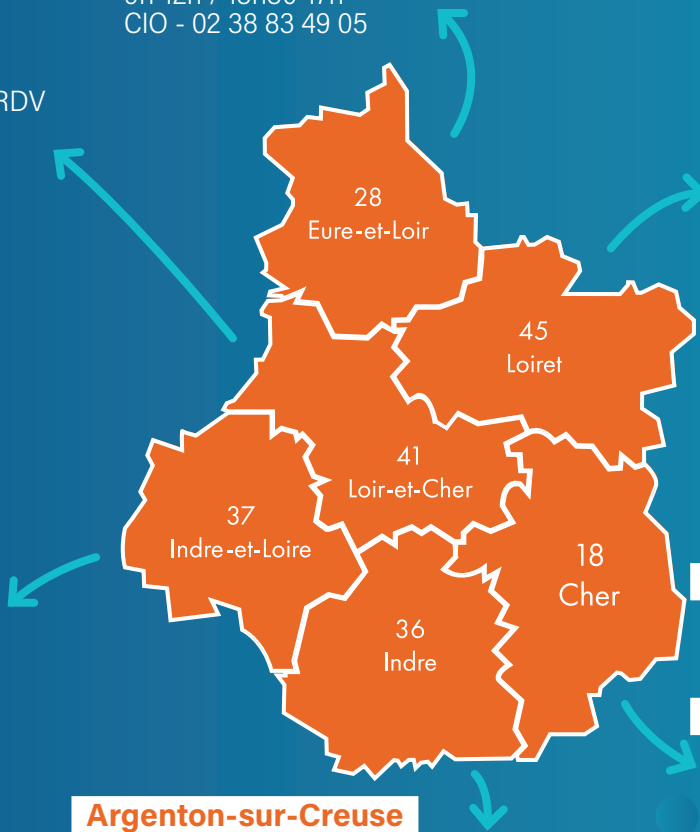 CIO - 02 38 83 49 05
RDV
28
Eure-et-Loir
45
Loiret
41
Loir-et-Cher
37
Indre-et-Loire
18
Cher
36
Indre
Argenton-sur-Creuse